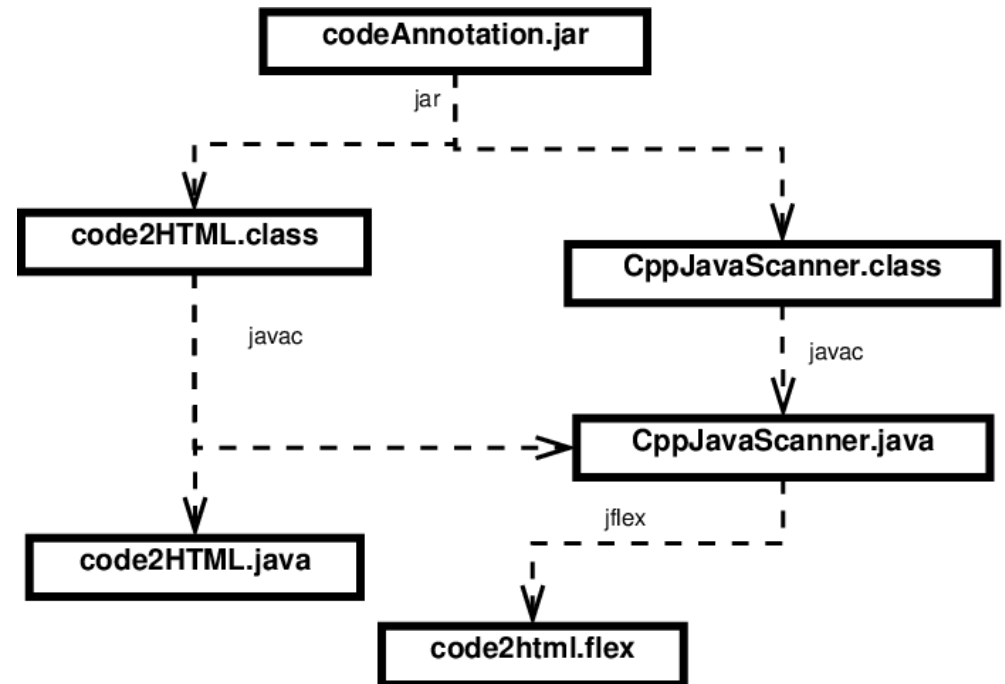 codeAnnotation.jar
jar
code2HTML.class
CppJavaScanner.class
javac
javac
CppJavaScanner.java
jflex
code2HTML.java
code2html.flex